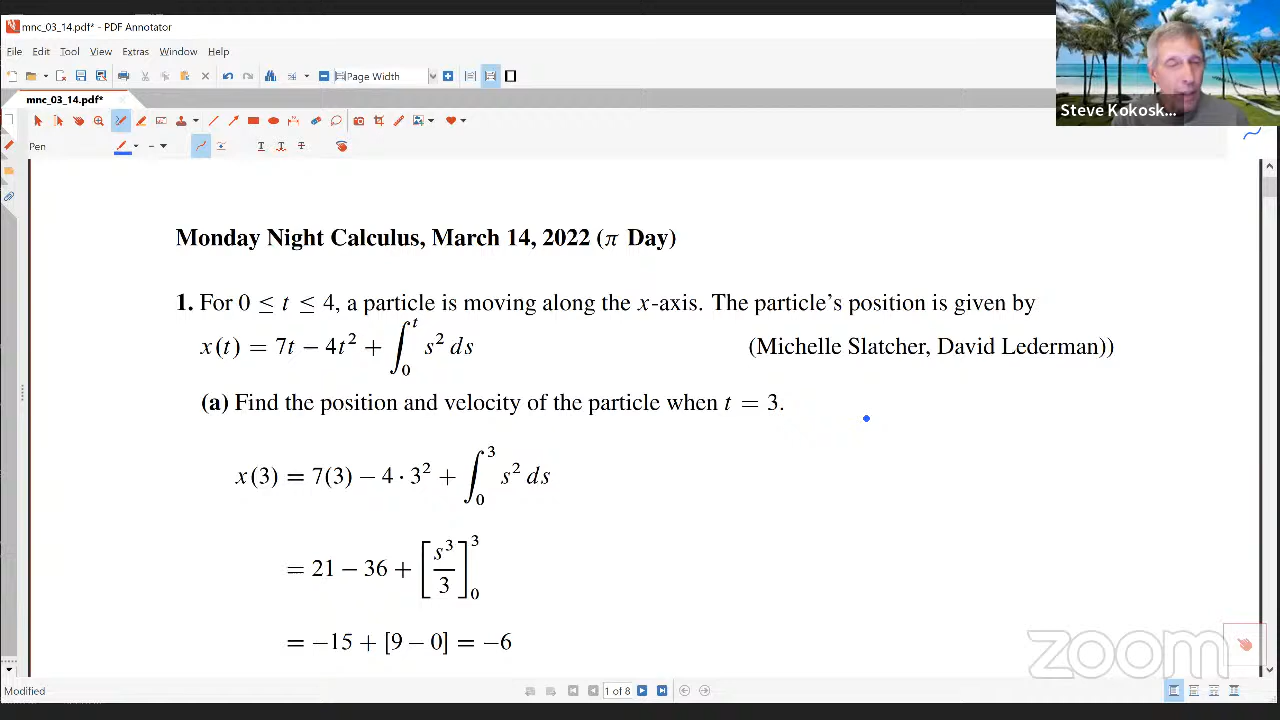 mnc_03_14.pdf* - PDF Annotator
File Edit Tool View Extras Window Help
Page Width
mnc_03_14.pdf*
Pen
Steve Kokosk...
Monday Night Calculus, March 14, 2022 (π Day)
1. For 0 ≤ t ≤ 4, a particle is moving along the x-axis. The particle's position is given by
x(t) = 7t − 4t² + ∫₀ᵗ s² ds (Michelle Slatcher, David Lederman))
(a) Find the position and velocity of the particle when t = 3.
x(3) = 7(3) − 4 · 3² + ∫₀³ s² ds
= 21 − 36 + [s³/3]₀³
= −15 + [9 − 0] = −6
zoom
Modified
1 of 8